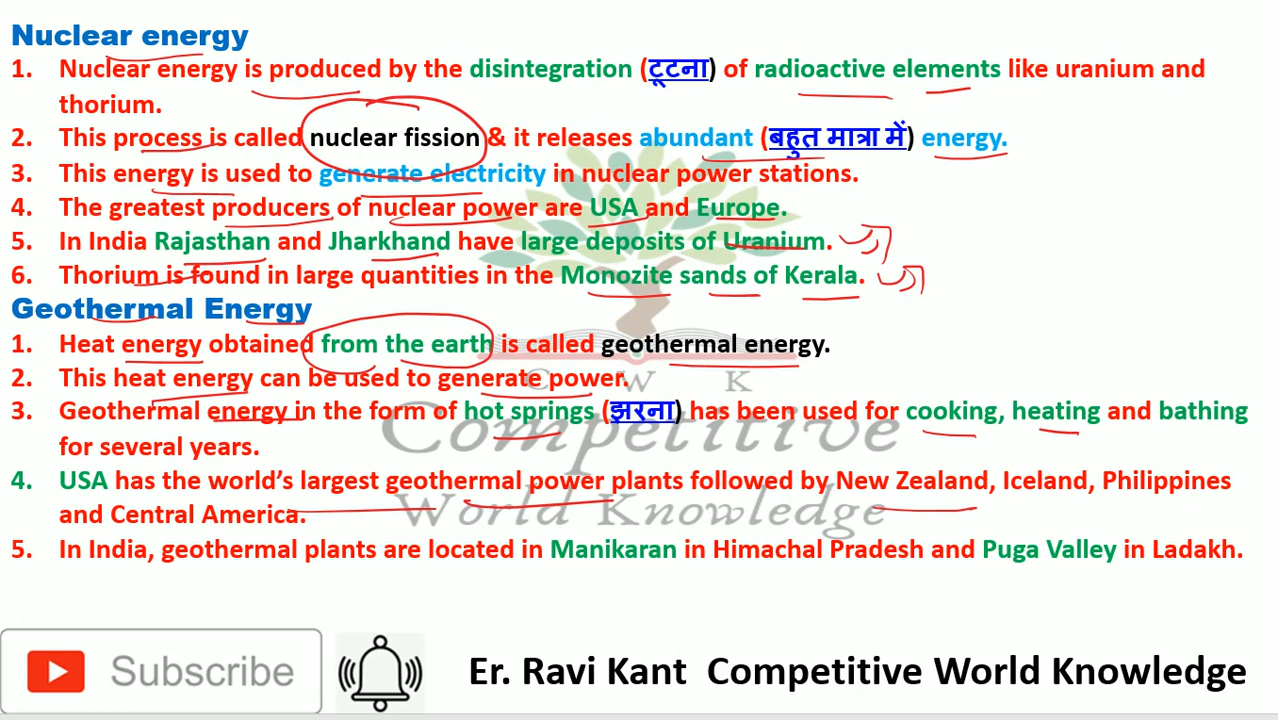 Nuclear energy
1. Nuclear energy is produced by the disintegration (टूटना) of radioactive elements like uranium and
thorium.
2. This process is called nuclear fission & it releases abundant (बहुत मात्रा में) energy.
3. This energy is used to generate electricity in nuclear power stations.
4. The greatest producers of nuclear power are USA and Europe.
5. In India Rajasthan and Jharkhand have large deposits of Uranium.
6. Thorium is found in large quantities in the Monozite sands of Kerala.
Geothermal Energy
1. Heat energy obtained from the earth is called geothermal energy.
2. This heat energy can be used to generate power.
C W K
3. Geothermal energy in the form of hot springs (झरना) has been used for cooking, heating and bathing
for several years.
Competitive
4. USA has the world’s largest geothermal power plants followed by New Zealand, Iceland, Philippines
and Central America.
World Knowledge
5. In India, geothermal plants are located in Manikaran in Himachal Pradesh and Puga Valley in Ladakh.
Subscribe
Er. Ravi Kant Competitive World Knowledge